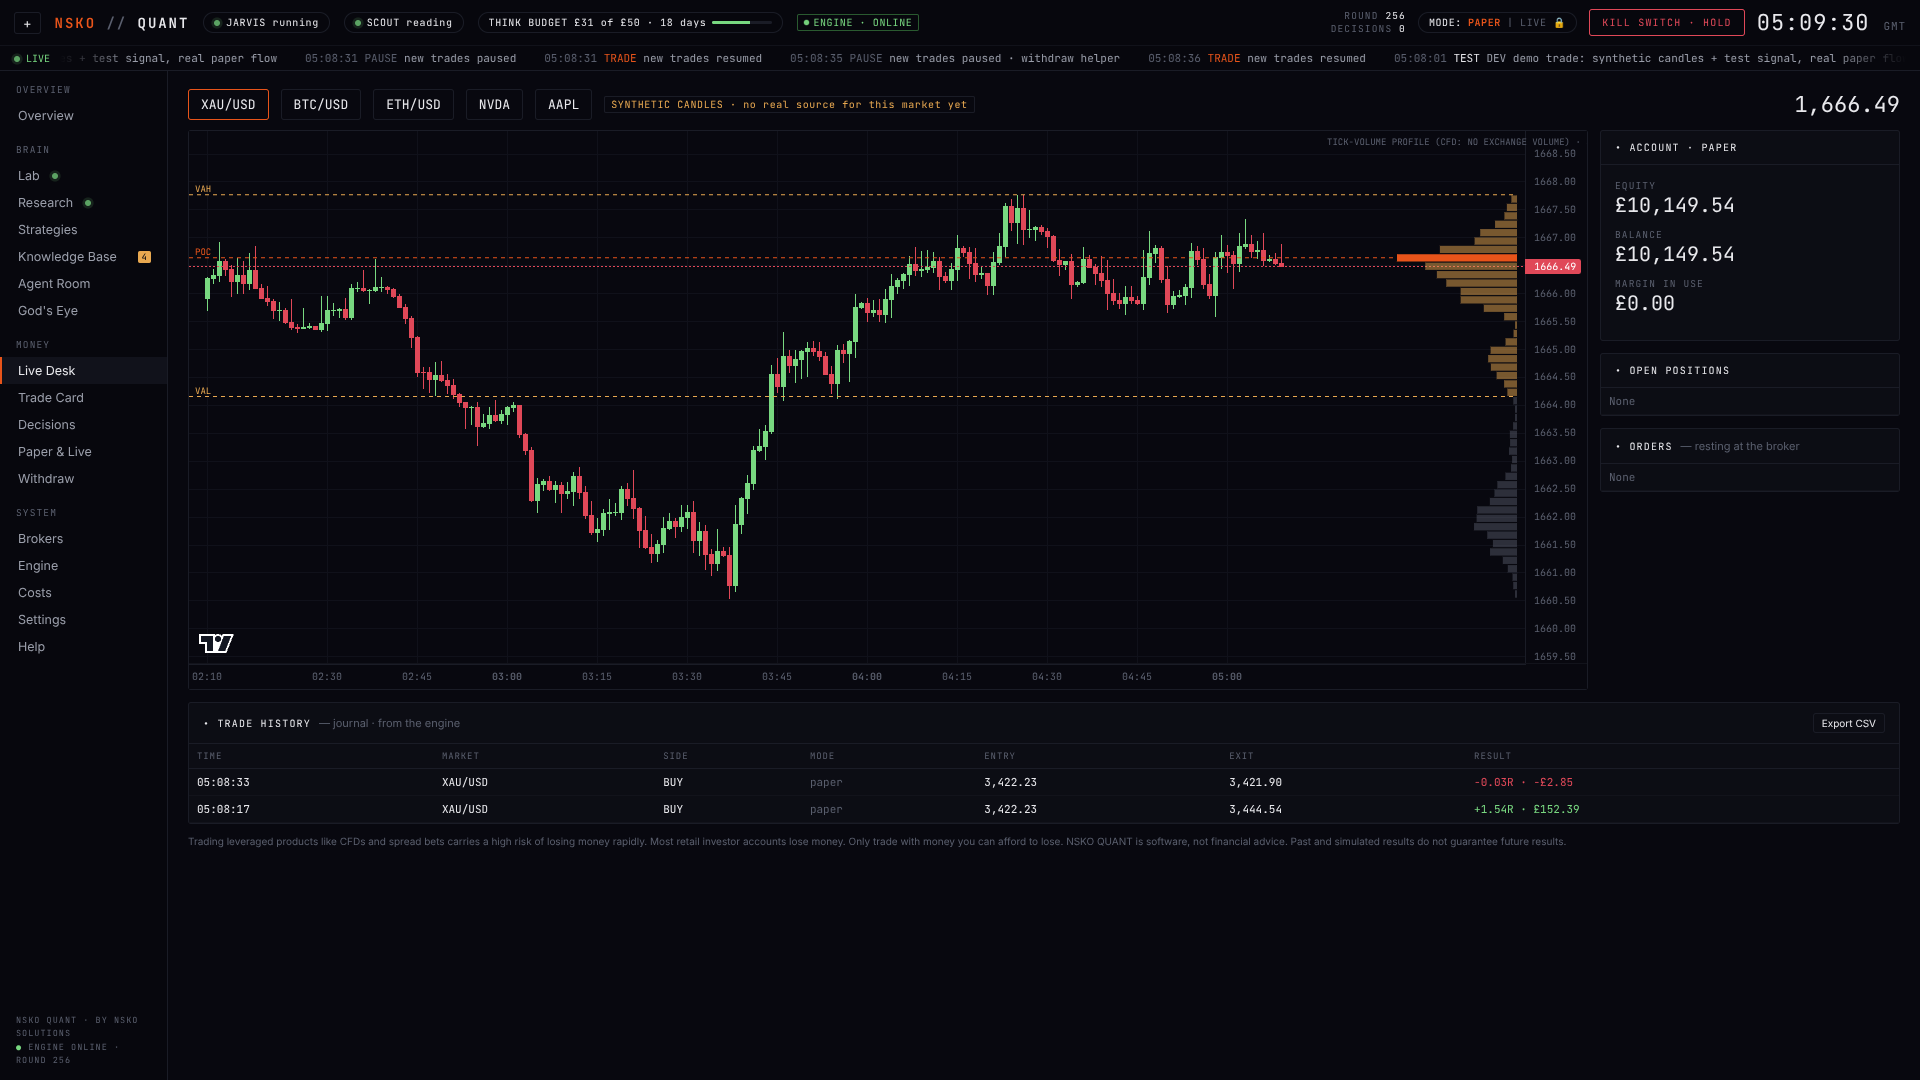 + NSKO // QUANT JARVIS running SCOUT reading THINK BUDGET £31 of £50 · 18 days ENGINE · ONLINE ROUND 256 DECISIONS 0 MODE: PAPER | LIVE KILL SWITCH · HOLD 05:09:30 GMT
LIVE + test signal, real paper flow 05:08:31 PAUSE new trades paused 05:08:31 TRADE new trades resumed 05:08:35 PAUSE new trades paused · withdraw helper 05:08:36 TRADE new trades resumed 05:08:01 TEST DEV demo trade: synthetic candles + test signal, real paper flo
OVERVIEW
Overview
BRAIN
Lab
Research
Strategies
Knowledge Base 4
Agent Room
God's Eye
MONEY
Live Desk
Trade Card
Decisions
Paper & Live
Withdraw
SYSTEM
Brokers
Engine
Costs
Settings
Help
NSKO QUANT · BY NSKO
SOLUTIONS
ENGINE ONLINE ·
ROUND 256
XAU/USD BTC/USD ETH/USD NVDA AAPL SYNTHETIC CANDLES · no real source for this market yet 1,666.49
TICK-VOLUME PROFILE (CFD: NO EXCHANGE VOLUME) ·
VAH
POC
VAL
1668.50
1668.00
1667.50
1667.00
1666.49
1666.00
1665.50
1665.00
1664.50
1664.00
1663.50
1663.00
1662.50
1662.00
1661.50
1661.00
1660.50
1660.00
1659.50
02:10 02:30 02:45 03:00 03:15 03:30 03:45 04:00 04:15 04:30 04:45 05:00
• ACCOUNT · PAPER
EQUITY
£10,149.54
BALANCE
£10,149.54
MARGIN IN USE
£0.00
• OPEN POSITIONS
None
• ORDERS — resting at the broker
None
• TRADE HISTORY — journal · from the engine Export CSV
TIME MARKET SIDE MODE ENTRY EXIT RESULT
05:08:33 XAU/USD BUY paper 3,422.23 3,421.90 -0.03R · -£2.85
05:08:17 XAU/USD BUY paper 3,422.23 3,444.54 +1.54R · £152.39
Trading leveraged products like CFDs and spread bets carries a high risk of losing money rapidly. Most retail investor accounts lose money. Only trade with money you can afford to lose. NSKO QUANT is software, not financial advice. Past and simulated results do not guarantee future results.